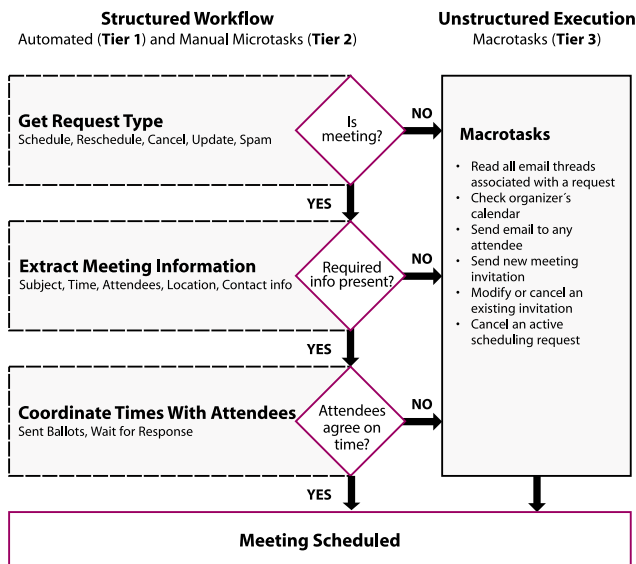 Structured Workflow
Automated (Tier 1) and Manual Microtasks (Tier 2)
Unstructured Execution
Macrotasks (Tier 3)
Get Request Type
Schedule, Reschedule, Cancel, Update, Spam
Is
meeting?
NO
YES
Extract Meeting Information
Subject, Time, Attendees, Location, Contact info
Required
info present?
NO
YES
Coordinate Times With Attendees
Sent Ballots, Wait for Response
Attendees
agree on
time?
NO
YES
Macrotasks
• Read all email threads
associated with a request
• Check organizer's
calendar
• Send email to any
attendee
• Send new meeting
invitation
• Modify or cancel an
existing invitation
• Cancel an active
scheduling request
Meeting Scheduled